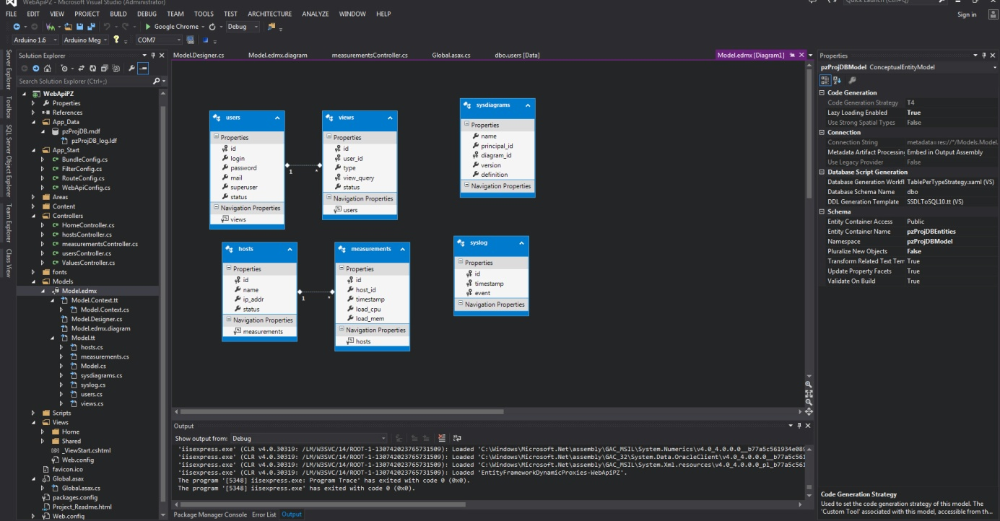 WebApiPZ - Microsoft Visual Studio (Administrator)
Quick Launch (Ctrl+Q)
FILE EDIT VIEW PROJECT BUILD DEBUG TEAM TOOLS TEST ARCHITECTURE ANALYZE WINDOW HELP
Sign in
Google Chrome Debug
Arduino 1.6 Arduino Meg COM7
Server Explorer
Toolbox
SQL Server Object Explorer
Team Explorer
Class View
Solution Explorer
Search Solution Explorer (Ctrl+;)
WebApiPZ
Properties
References
App_Data
pzProjDB.mdf
pzProjDB_log.ldf
App_Start
BundleConfig.cs
FilterConfig.cs
RouteConfig.cs
WebApiConfig.cs
Areas
Content
Controllers
HomeController.cs
hostsController.cs
measurementsController.cs
usersController.cs
ValuesController.cs
fonts
Models
Model.edmx
Model.Context.tt
Model.Context.cs
Model.Designer.cs
Model.edmx.diagram
Model.tt
hosts.cs
measurements.cs
Model.cs
sysdiagrams.cs
syslog.cs
users.cs
views.cs
Scripts
Views
Home
Shared
_ViewStart.cshtml
Web.config
favicon.ico
Global.asax
Global.asax.cs
packages.config
Project_Readme.html
Web.config
Model.Designer.cs Model.edmx.diagram measurementsController.cs Global.asax.cs dbo.users [Data] Model.edmx [Diagram1]
users
Properties
id
login
password
mail
superuser
status
Navigation Properties
views
1
*
views
Properties
id
user_id
type
view_query
status
Navigation Properties
users
sysdiagrams
Properties
name
principal_id
diagram_id
version
definition
Navigation Properties
hosts
Properties
id
name
ip_addr
status
Navigation Properties
measurements
1
*
measurements
Properties
id
host_id
timestamp
load_cpu
load_mem
Navigation Properties
hosts
syslog
Properties
id
timestamp
event
Navigation Properties
Output
Show output from: Debug
'iisexpress.exe' (CLR v4.0.30319: /LM/W3SVC/14/ROOT-1-130742023765731509): Loaded 'C:\Windows\Microsoft.Net\assembly\GAC_MSIL\System.Numerics\v4.0_4.0.0.0__b77a5c561934e089
'iisexpress.exe' (CLR v4.0.30319: /LM/W3SVC/14/ROOT-1-130742023765731509): Loaded 'C:\Windows\Microsoft.Net\assembly\GAC_32\System.Data.OracleClient\v4.0_4.0.0.0__b77a5c561
'iisexpress.exe' (CLR v4.0.30319: /LM/W3SVC/14/ROOT-1-130742023765731509): Loaded 'C:\Windows\Microsoft.Net\assembly\GAC_MSIL\System.Xml.resources\v4.0_4.0.0.0_pl_b77a5c561
'iisexpress.exe' (CLR v4.0.30319: /LM/W3SVC/14/ROOT-1-130742023765731509): Loaded 'EntityFrameworkDynamicProxies-WebApiPZ'.
The program '[5348] iisexpress.exe: Program Trace' has exited with code 0 (0x0).
The program '[5348] iisexpress.exe' has exited with code 0 (0x0).
Package Manager Console Error List Output
Properties
pzProjDBModel ConceptualEntityModel
Code Generation
Code Generation Strategy T4
Lazy Loading Enabled True
Use Strong Spatial Types False
Connection
Connection String metadata=res://*/Models.Model.
Metadata Artifact Processing Embed in Output Assembly
Use Legacy Provider False
Database Script Generation
Database Generation Workfl TablePerTypeStrategy.xaml (VS)
Database Schema Name dbo
DDL Generation Template SSDLToSQL10.tt (VS)
Schema
Entity Container Access Public
Entity Container Name pzProjDBEntities
Namespace pzProjDBModel
Pluralize New Objects False
Transform Related Text Tem True
Update Property Facets True
Validate On Build True
Code Generation Strategy
Used to set the code generation strategy of this model. The
'Custom Tool' associated with this model, accessible from th...